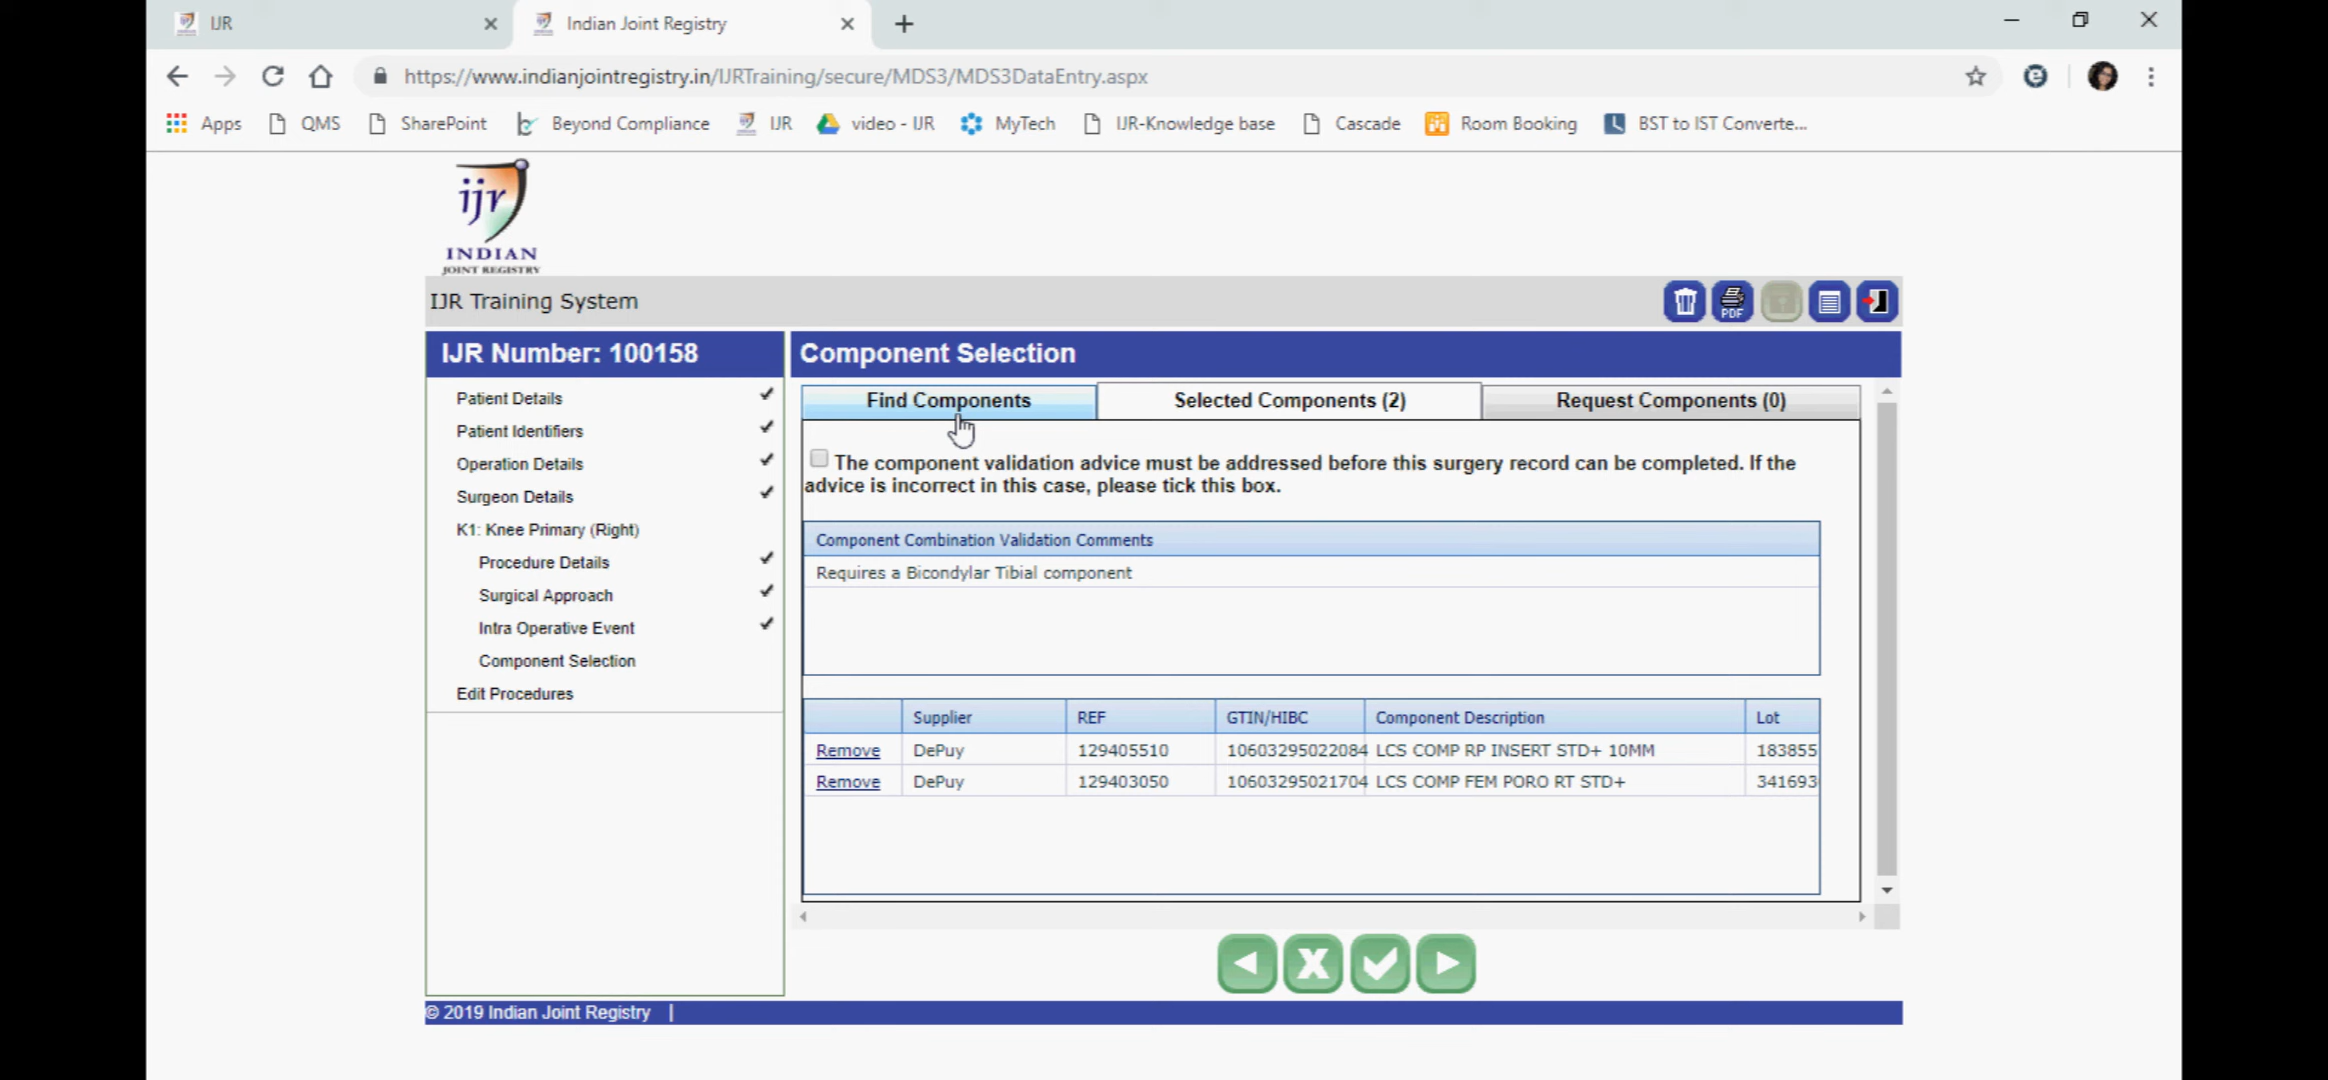 IJR
Indian Joint Registry
https://www.indianjointregistry.in/IJRTraining/secure/MDS3/MDS3DataEntry.aspx
Apps
QMS
SharePoint
Beyond Compliance
IJR
video - IJR
MyTech
IJR-Knowledge base
Cascade
Room Booking
BST to IST Converte...
ijr
INDIAN
JOINT REGISTRY
IJR Training System
PDF
IJR Number: 100158
Patient Details
Patient Identifiers
Operation Details
Surgeon Details
K1: Knee Primary (Right)
Procedure Details
Surgical Approach
Intra Operative Event
Component Selection
Edit Procedures
Component Selection
Find Components
Selected Components (2)
Request Components (0)
The component validation advice must be addressed before this surgery record can be completed. If the
advice is incorrect in this case, please tick this box.
Component Combination Validation Comments
Requires a Bicondylar Tibial component
Supplier REF GTIN/HIBC Component Description Lot
Remove DePuy 129405510 10603295022084 LCS COMP RP INSERT STD+ 10MM 183855
Remove DePuy 129403050 10603295021704 LCS COMP FEM PORO RT STD+ 341693
© 2019 Indian Joint Registry |